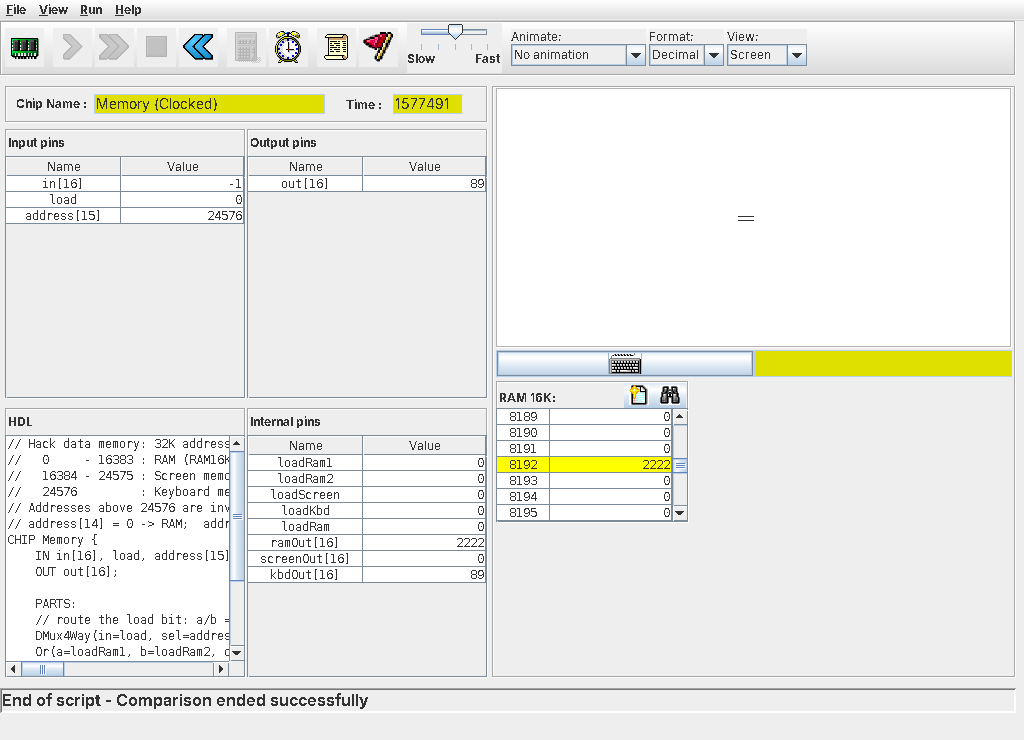 File View Run Help
Slow Fast
Animate: Format: View:
No animation Decimal Screen
Chip Name : Memory (Clocked) Time : 1577491
Input pins
Name Value
in[16] -1
load 0
address[15] 24576
Output pins
Name Value
out[16] 89
HDL
// Hack data memory: 32K address
// 0 - 16383 : RAM (RAM16K
// 16384 - 24575 : Screen memo
// 24576 : Keyboard me
// Addresses above 24576 are inv
// address[14] = 0 -> RAM; addr
CHIP Memory {
IN in[16], load, address[15]
OUT out[16];
PARTS:
// route the load bit: a/b =
DMux4Way(in=load, sel=addres
Or(a=loadRam1, b=loadRam2, o
Internal pins
Name Value
loadRam1 0
loadRam2 0
loadScreen 0
loadKbd 0
loadRam 0
ramOut[16] 2222
screenOut[16] 0
kbdOut[16] 89
RAM 16K:
8189 0
8190 0
8191 0
8192 2222
8193 0
8194 0
8195 0
End of script - Comparison ended successfully